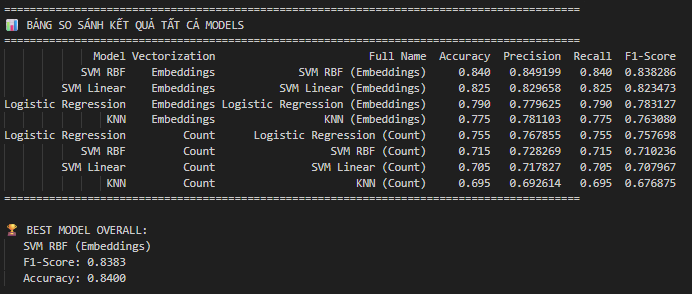 ================================================================================
📊 BẢNG SO SÁNH KẾT QUẢ TẤT CẢ MODELS
================================================================================
Model Vectorization Full Name Accuracy Precision Recall F1-Score
SVM RBF Embeddings SVM RBF (Embeddings) 0.840 0.849199 0.840 0.838286
SVM Linear Embeddings SVM Linear (Embeddings) 0.825 0.829658 0.825 0.823473
Logistic Regression Embeddings Logistic Regression (Embeddings) 0.790 0.779625 0.790 0.783127
KNN Embeddings KNN (Embeddings) 0.775 0.781103 0.775 0.763080
Logistic Regression Count Logistic Regression (Count) 0.755 0.767855 0.755 0.757698
SVM RBF Count SVM RBF (Count) 0.715 0.728269 0.715 0.710236
SVM Linear Count SVM Linear (Count) 0.705 0.717827 0.705 0.707967
KNN Count KNN (Count) 0.695 0.692614 0.695 0.676875
================================================================================
🏆 BEST MODEL OVERALL:
SVM RBF (Embeddings)
F1-Score: 0.8383
Accuracy: 0.8400